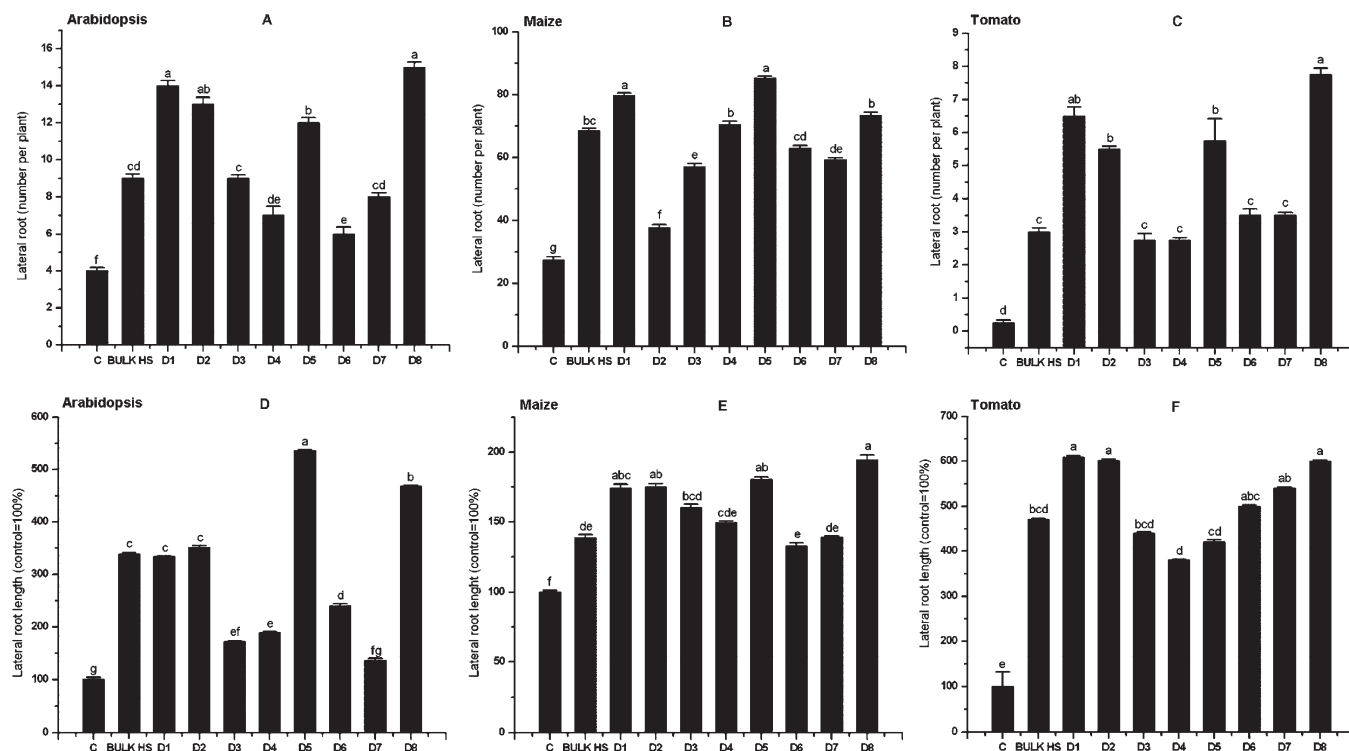 Arabidopsis A
Lateral root (number per plant)
16
14
12
10
8
6
4
2
0
f cd a ab c de b e cd a
C BULK HS D1 D2 D3 D4 D5 D6 D7 D8
Maize B
Lateral root (number per plant)
100
80
60
40
20
0
g bc a f e b a cd de b
C BULK HS D1 D2 D3 D4 D5 D6 D7 D8
Tomato C
Lateral root (number per plant)
9
8
7
6
5
4
3
2
1
0
d c ab b c c b c c a
C BULK HS D1 D2 D3 D4 D5 D6 D7 D8
Arabidopsis D
Lateral root length (control=100%)
600
500
400
300
200
100
0
g c c c ef e a d fg b
C BULK HS D1 D2 D3 D4 D5 D6 D7 D8
Maize E
Lateral root lenght (control=100%)
200
150
100
50
0
f de abc ab bcd cde ab e de a
C BULK HS D1 D2 D3 D4 D5 D6 D7 D8
Tomato F
Lateral root length (control=100%)
700
600
500
400
300
200
100
0
e bcd a a bcd d cd abc ab a
C BULK HS D1 D2 D3 D4 D5 D6 D7 D8